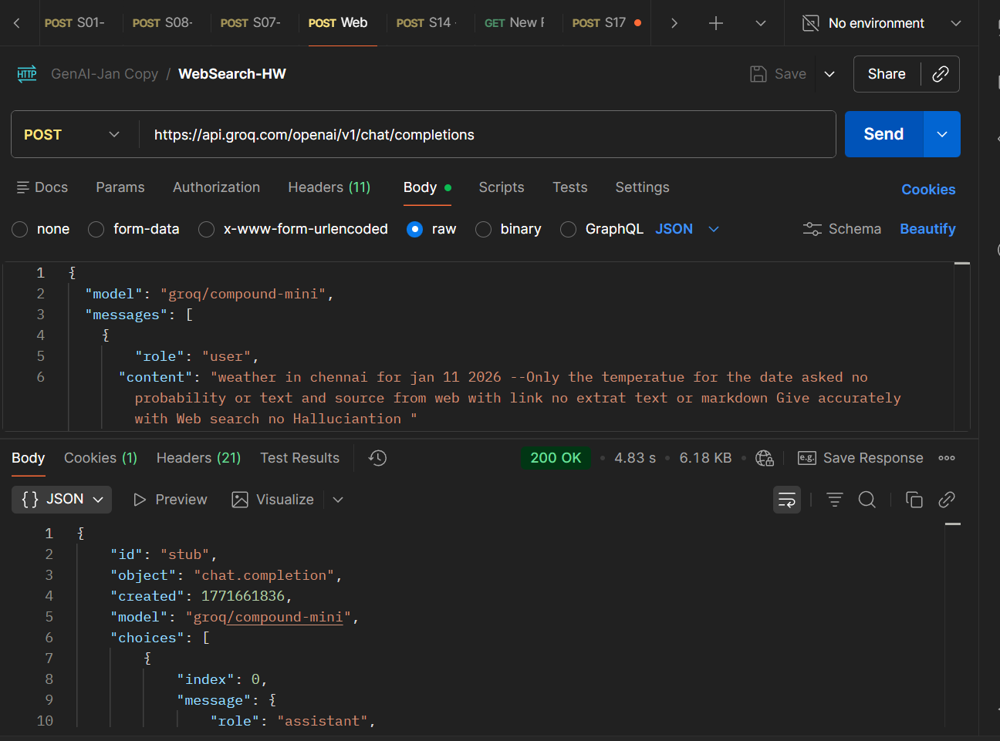 POST S01- POST S08- POST S07- POST Web POST S14 GET New POST S17 No environment
HTTP GenAI-Jan Copy / WebSearch-HW Save Share
POST https://api.groq.com/openai/v1/chat/completions Send
Docs Params Authorization Headers (11) Body Scripts Tests Settings Cookies
none form-data x-www-form-urlencoded raw binary GraphQL JSON Schema Beautify
1 {
2 "model": "groq/compound-mini",
3 "messages": [
4 {
5 "role": "user",
6 "content": "weather in chennai for jan 11 2026 --Only the temperatue for the date asked no
probability or text and source from web with link no extrat text or markdown Give accurately
with Web search no Halluciantion "
Body Cookies (1) Headers (21) Test Results 200 OK • 4.83 s • 6.18 KB • e.g. Save Response
{} JSON Preview Visualize
1 {
2 "id": "stub",
3 "object": "chat.completion",
4 "created": 1771661836,
5 "model": "groq/compound-mini",
6 "choices": [
7 {
8 "index": 0,
9 "message": {
10 "role": "assistant",